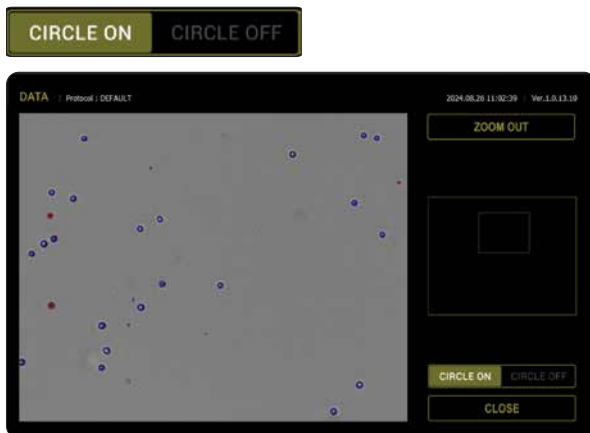 CIRCLE ON CIRCLE OFF
DATA | Protocol : DEFAULT 2024.08.26 11:02:39 | Ver.1.0.13.10
ZOOM OUT
CIRCLE ON CIRCLE OFF
CLOSE